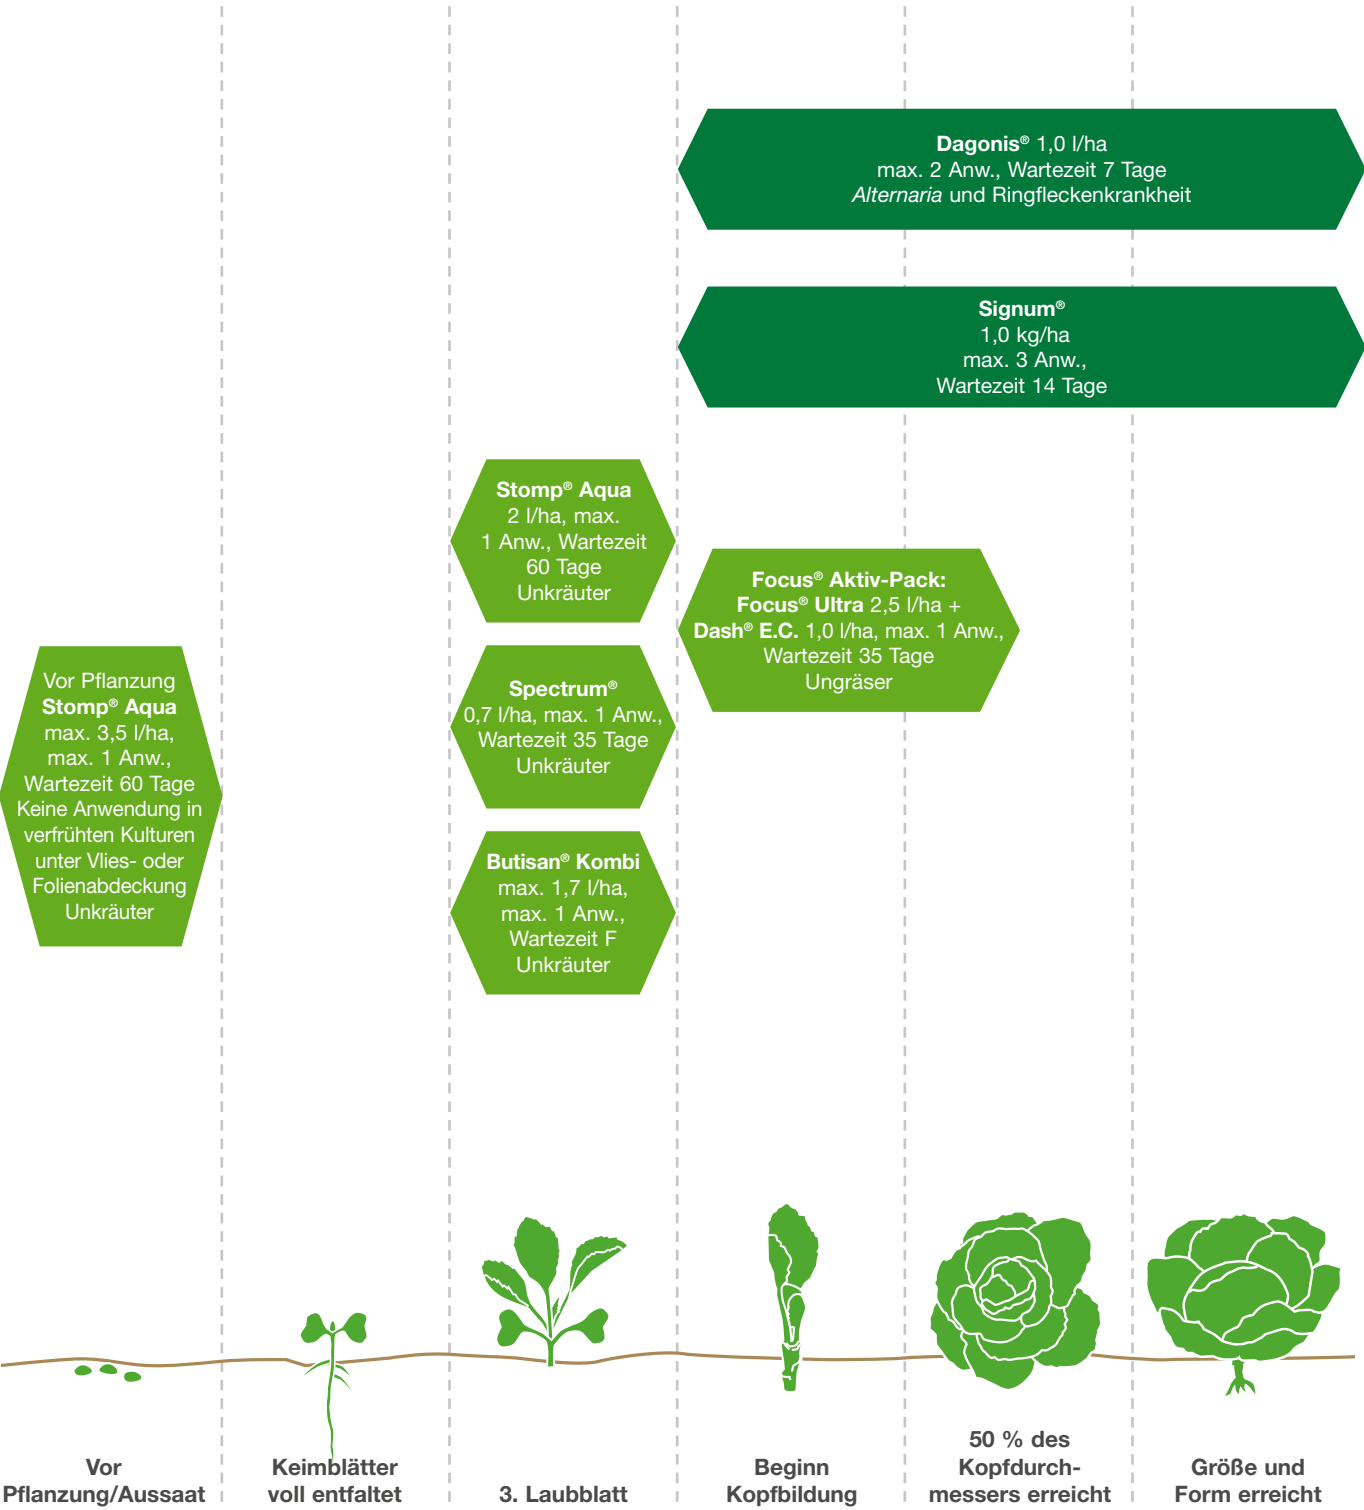 Dagonis® 1,0 l/ha
max. 2 Anw., Wartezeit 7 Tage
Alternaria und Ringfleckenkrankheit
Signum®
1,0 kg/ha
max. 3 Anw.,
Wartezeit 14 Tage
Stomp® Aqua
2 l/ha, max.
1 Anw., Wartezeit
60 Tage
Unkräuter
Focus® Aktiv-Pack:
Focus® Ultra 2,5 l/ha +
Dash® E.C. 1,0 l/ha, max. 1 Anw.,
Wartezeit 35 Tage
Ungräser
Vor Pflanzung
Stomp® Aqua
max. 3,5 l/ha,
max. 1 Anw.,
Wartezeit 60 Tage
Keine Anwendung in
verfrühten Kulturen
unter Vlies- oder
Folienabdeckung
Unkräuter
Spectrum®
0,7 l/ha, max. 1 Anw.,
Wartezeit 35 Tage
Unkräuter
Butisan® Kombi
max. 1,7 l/ha,
max. 1 Anw.,
Wartezeit F
Unkräuter
Vor
Pflanzung/Aussaat
Keimblätter
voll entfaltet
3. Laubblatt
Beginn
Kopfbildung
50 % des
Kopfdurch-
messers erreicht
Größe und
Form erreicht